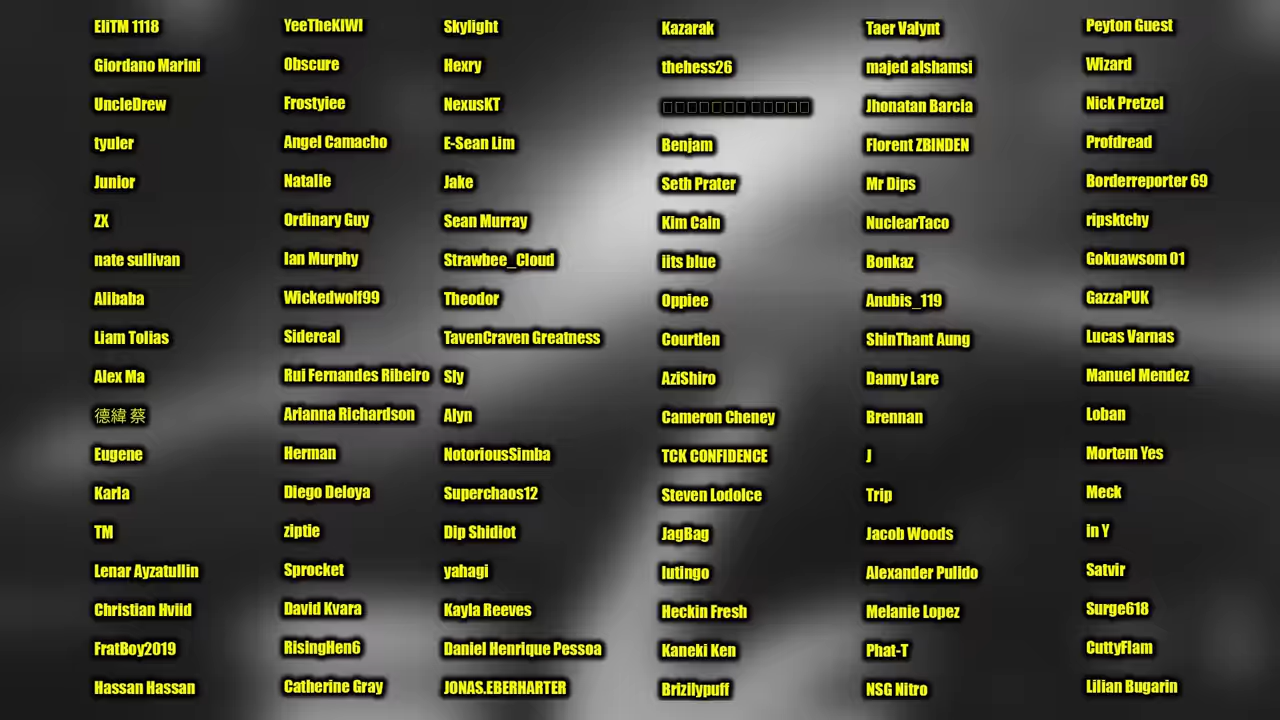 EliTM 1118
Giordano Marini
UncleDrew
tyuler
Junior
ZX
nate sullivan
Alibaba
Liam Tolias
Alex Ma
德緯 蔡
Eugene
Karla
TM
Lenar Ayzatullin
Christian Hviid
FratBoy2019
Hassan Hassan
YeeTheKIWI
Obscure
Frostyiee
Angel Camacho
Natalie
Ordinary Guy
Ian Murphy
Wickedwolf99
Sidereal
Rui Fernandes Ribeiro
Arianna Richardson
Herman
Diego Deloya
ziptie
Sprocket
David Kvara
RisingHen6
Catherine Gray
Skylight
Hexry
NexusKT
E-Sean Lim
Jake
Sean Murray
Strawbee_Cloud
Theodor
TavenCraven Greatness
Sly
Alyn
NotoriousSimba
Superchaos12
Dip Shidiot
yahagi
Kayla Reeves
Daniel Henrique Pessoa
JONAS.EBERHARTER
Kazarak
thehess26
Benjam
Seth Prater
Kim Cain
iits blue
Oppiee
Courtlen
AziShiro
Cameron Cheney
TCK CONFIDENCE
Steven Lodolce
JagBag
lutingo
Heckin Fresh
Kaneki Ken
Brizilypuff
Taer Valynt
majed alshamsi
Jhonatan Barcia
Florent ZBINDEN
Mr Dips
NuclearTaco
Bonkaz
Anubis_119
ShinThant Aung
Danny Lare
Brennan
J
Trip
Jacob Woods
Alexander Pulido
Melanie Lopez
Phat-T
NSG Nitro
Peyton Guest
Wizard
Nick Pretzel
Profdread
Borderreporter 69
ripsktchy
Gokuawsom 01
GazzaPUK
Lucas Varnas
Manuel Mendez
Loban
Mortem Yes
Meck
in Y
Satvir
Surge618
CuttyFlam
Lilian Bugarin